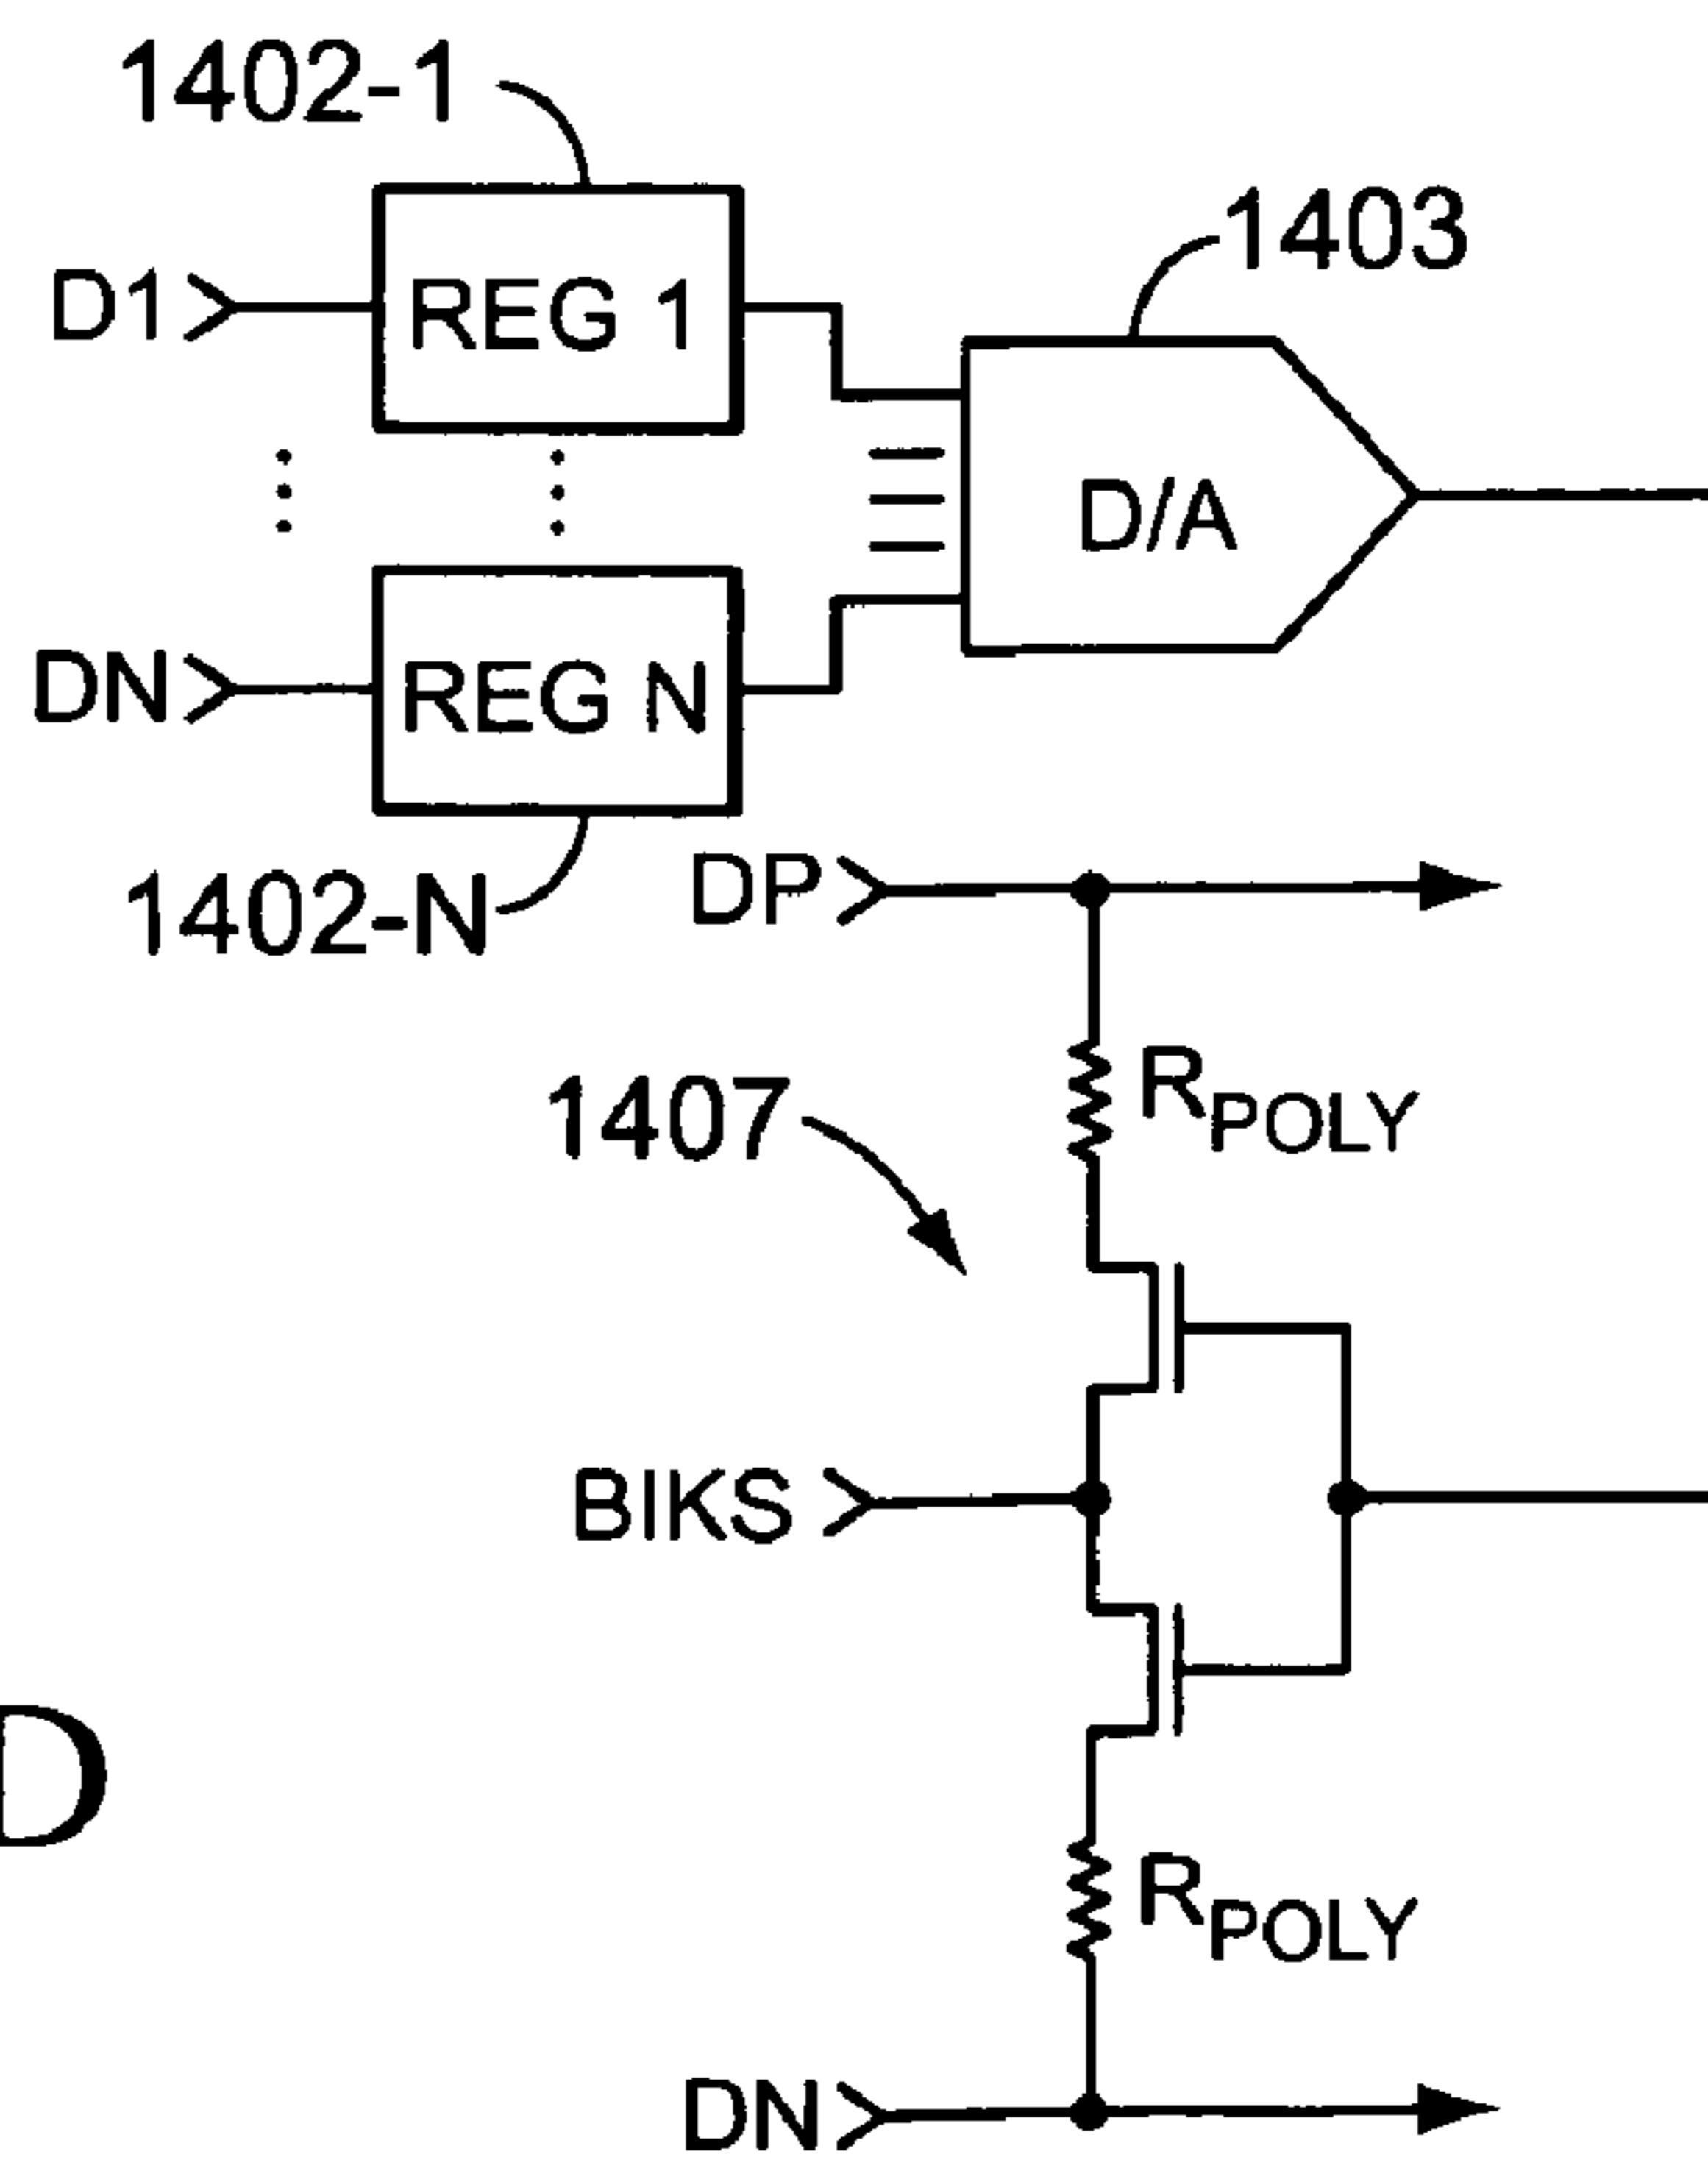 1402-1
1403
D1
REG 1
D/A
DN
REG N
1402-N
DP
RPOLY
1407
BIKS
D
RPOLY
DN